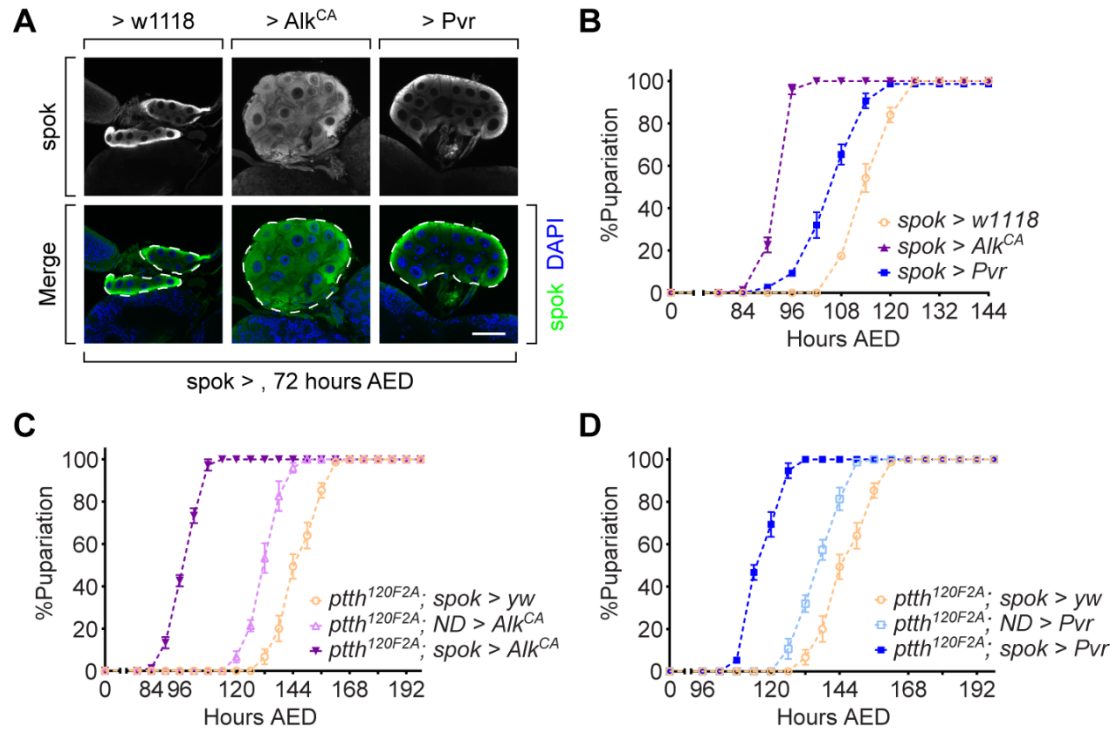 A
> w1118 > Alk^CA > Pvr
spok
Merge
spok DAPI
spok > , 72 hours AED
B
%Pupariation
100
80
60
40
20
0
0 84 96 108 120 132 144
Hours AED
spok > w1118
spok > Alk^CA
spok > Pvr
C
%Pupariation
100
80
60
40
20
0
0 84 96 120 144 168 192
Hours AED
ptth^120F2A; spok > yw
ptth^120F2A; ND > Alk^CA
ptth^120F2A; spok > Alk^CA
D
%Pupariation
100
80
60
40
20
0
0 96 120 144 168 192
Hours AED
ptth^120F2A; spok > yw
ptth^120F2A; ND > Pvr
ptth^120F2A; spok > Pvr